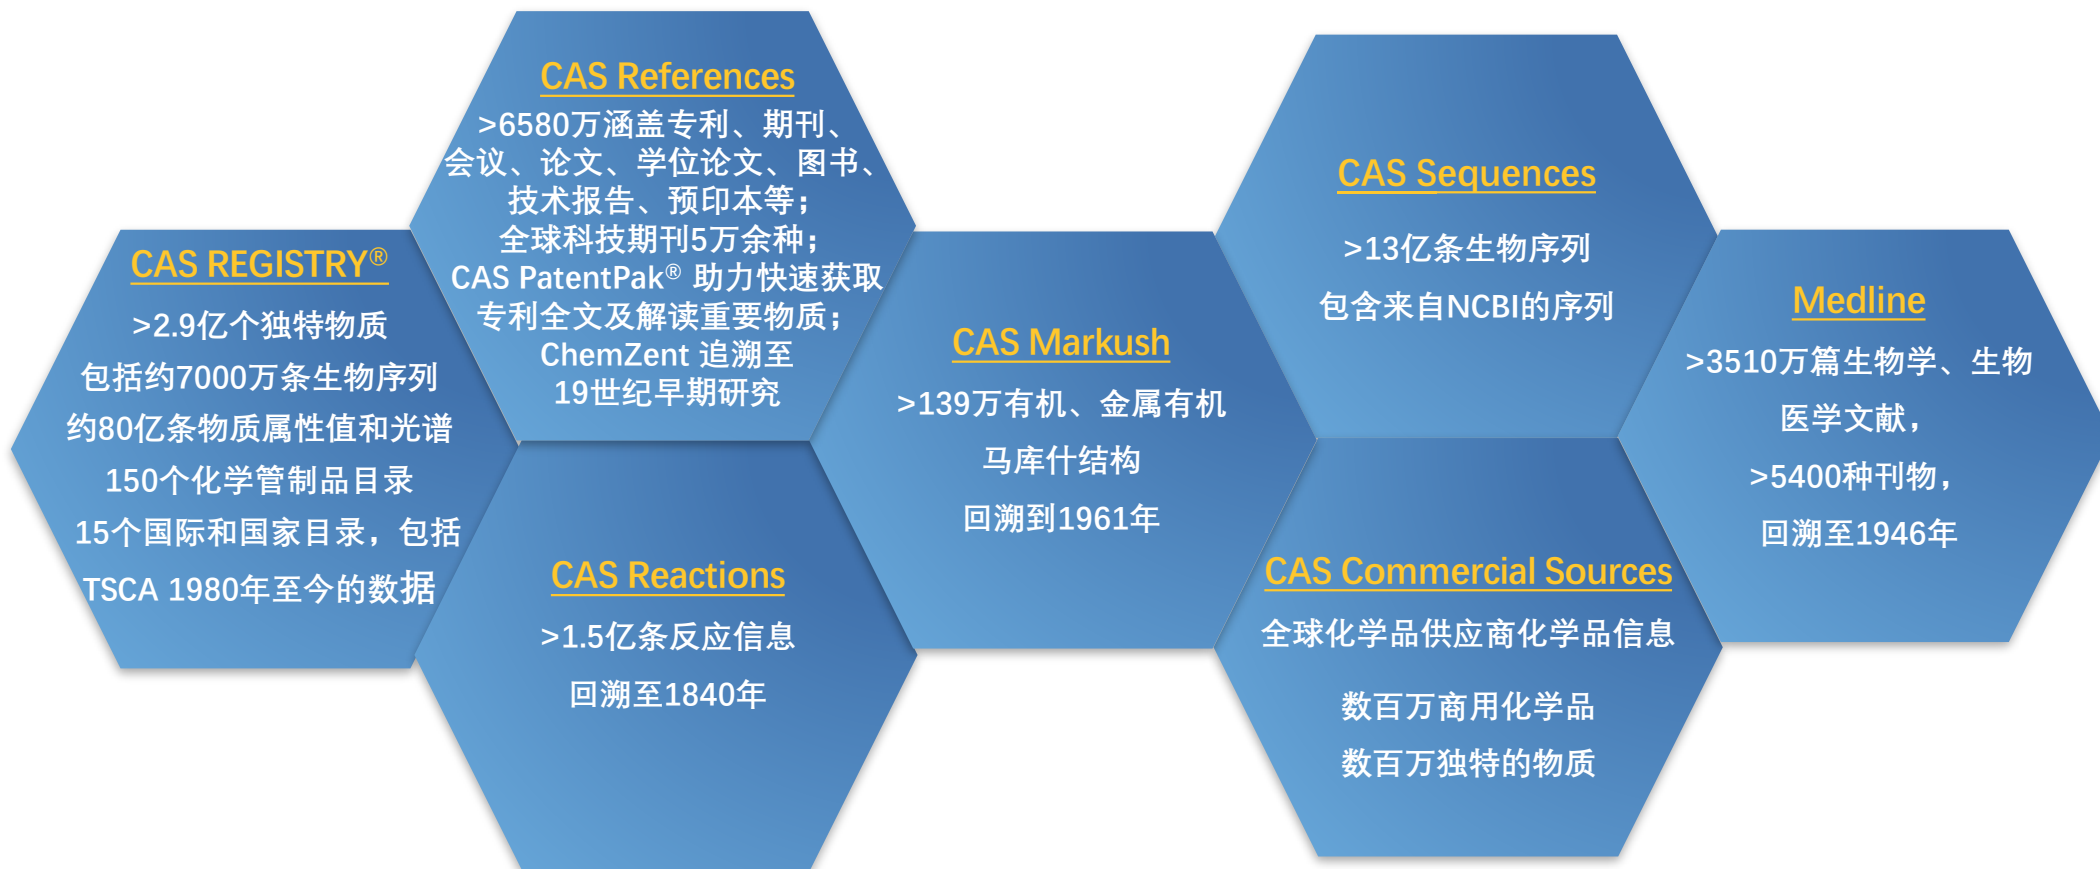 CAS REGISTRY®
>2.9亿个独特物质
包括约7000万条生物序列
约80亿条物质属性值和光谱
150个化学管制品目录
15个国际和国家目录，包括
TSCA 1980年至今的数据
CAS References
>6580万涵盖专利、期刊、
会议、论文、学位论文、图书、
技术报告、预印本等；
全球科技期刊5万余种；
CAS PatentPak® 助力快速获取
专利全文及解读重要物质；
ChemZent 追溯至
19世纪早期研究
CAS Reactions
>1.5亿条反应信息
回溯至1840年
CAS Markush
>139万有机、金属有机
马库什结构
回溯到1961年
CAS Sequences
>13亿条生物序列
包含来自NCBI的序列
CAS Commercial Sources
全球化学品供应商化学品信息
数百万商用化学品
数百万独特的物质
Medline
>3510万篇生物学、生物
医学文献，
>5400种刊物，
回溯至1946年